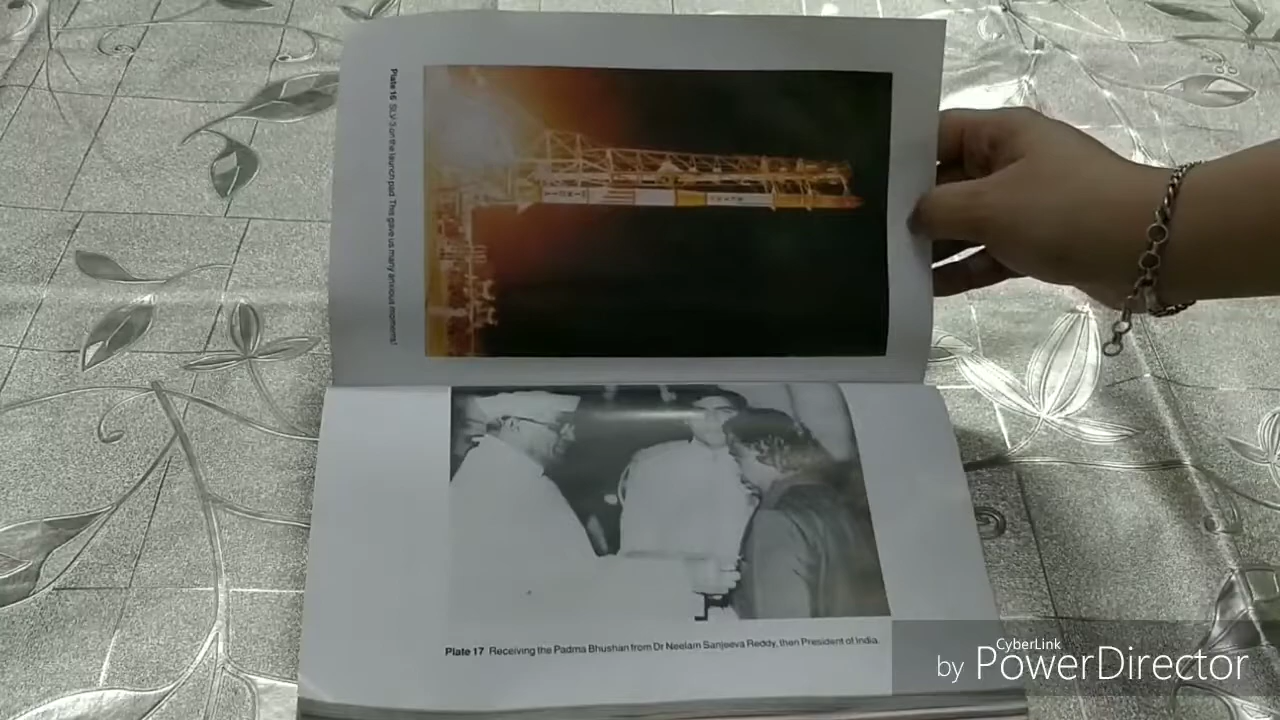 Plate 16 SLV-3 on the launch pad. This gave us many anxious moments!
Plate 17 Receiving the Padma Bhushan from Dr Neelam Sanjeeva Reddy, then President of India.
CyberLink
by PowerDirector